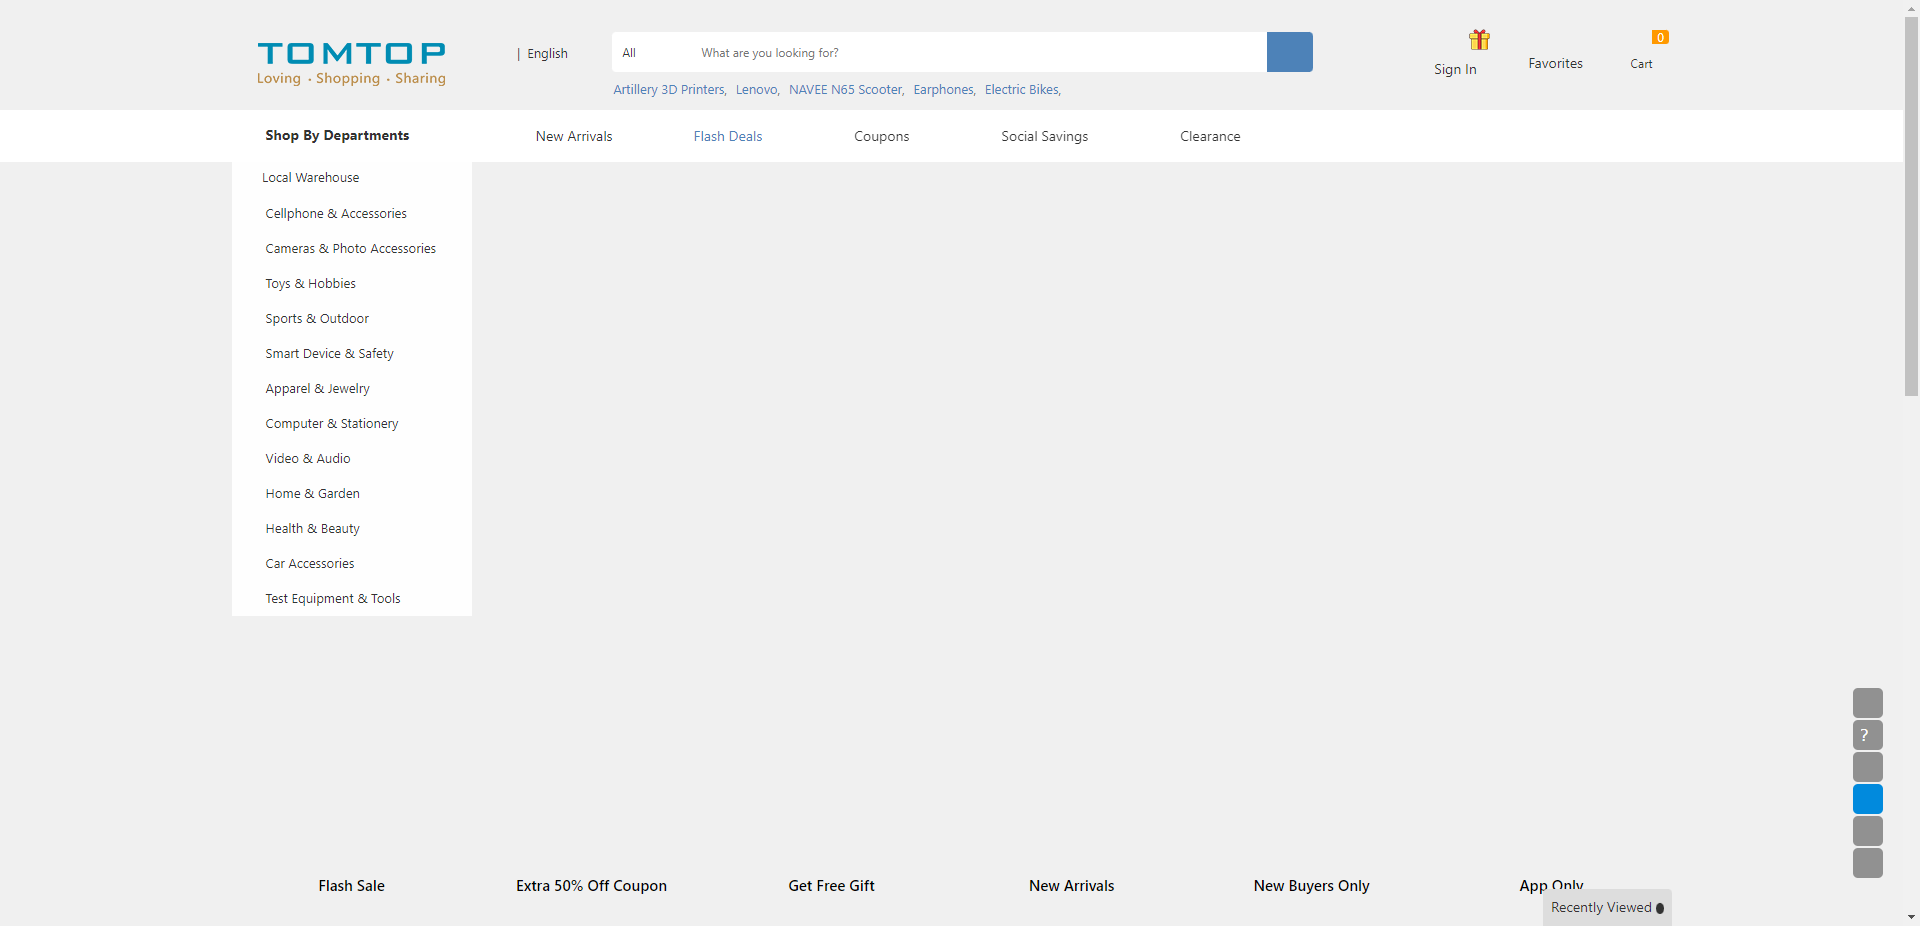 TOMTOP
Loving · Shopping · Sharing
| English
All What are you looking for?
Artillery 3D Printers, Lenovo, NAVEE N65 Scooter, Earphones, Electric Bikes,
Sign In
Favorites
0
Cart
Shop By Departments
New Arrivals
Flash Deals
Coupons
Social Savings
Clearance
Local Warehouse
Cellphone & Accessories
Cameras & Photo Accessories
Toys & Hobbies
Sports & Outdoor
Smart Device & Safety
Apparel & Jewelry
Computer & Stationery
Video & Audio
Home & Garden
Health & Beauty
Car Accessories
Test Equipment & Tools
?
Flash Sale
Extra 50% Off Coupon
Get Free Gift
New Arrivals
New Buyers Only
App Only
Recently Viewed